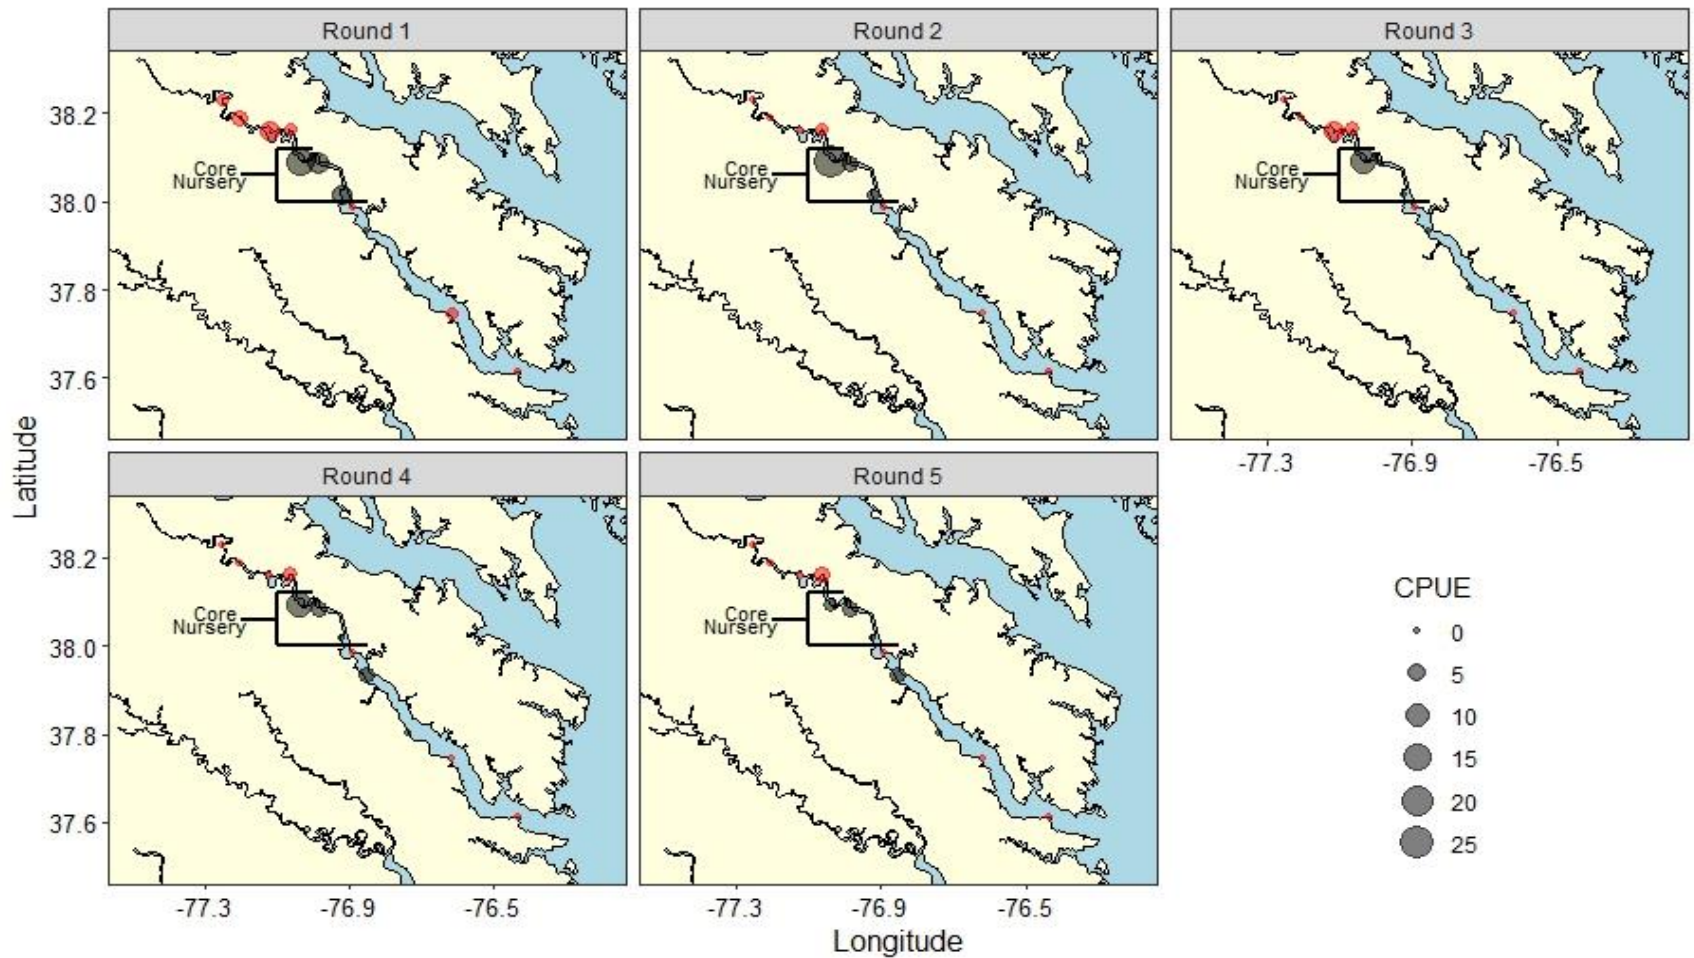 Round 1
Round 2
Round 3
38.2
38.0
37.8
37.6
Core
Nursery
Core
Nursery
Core
Nursery
-77.3
-76.9
-76.5
Latitude
Round 4
Round 5
38.2
38.0
37.8
37.6
Core
Nursery
Core
Nursery
-77.3
-76.9
-76.5
-77.3
-76.9
-76.5
Longitude
CPUE
0
5
10
15
20
25